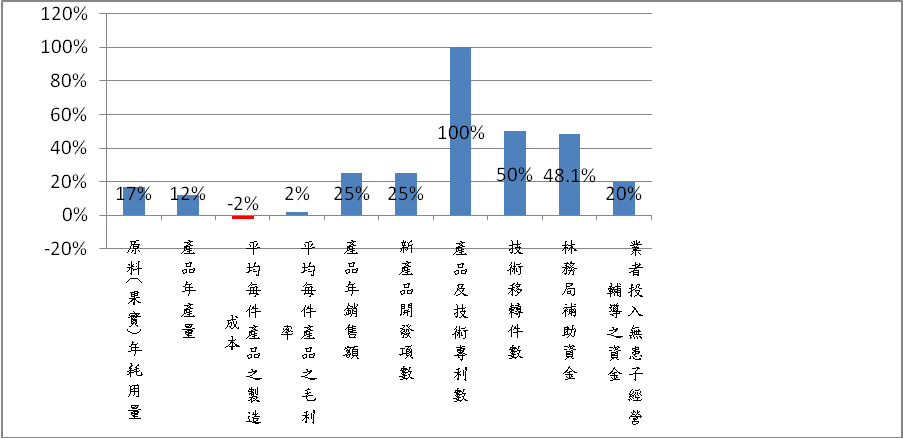 120%
100%
80%
60%
40%
20%
0%
-20%
17%
12%
-2%
2%
25%
25%
100%
50%
48.1%
20%
原料(果實)年耗用量
產品年產量
平均每件產品之製造
成本
平均每件產品之毛利
率
產品年銷售額
新產品開發項數
產品及技術專利數
技術移轉件數
林務局補助資金
業者投入無患子經營
輔導之資金